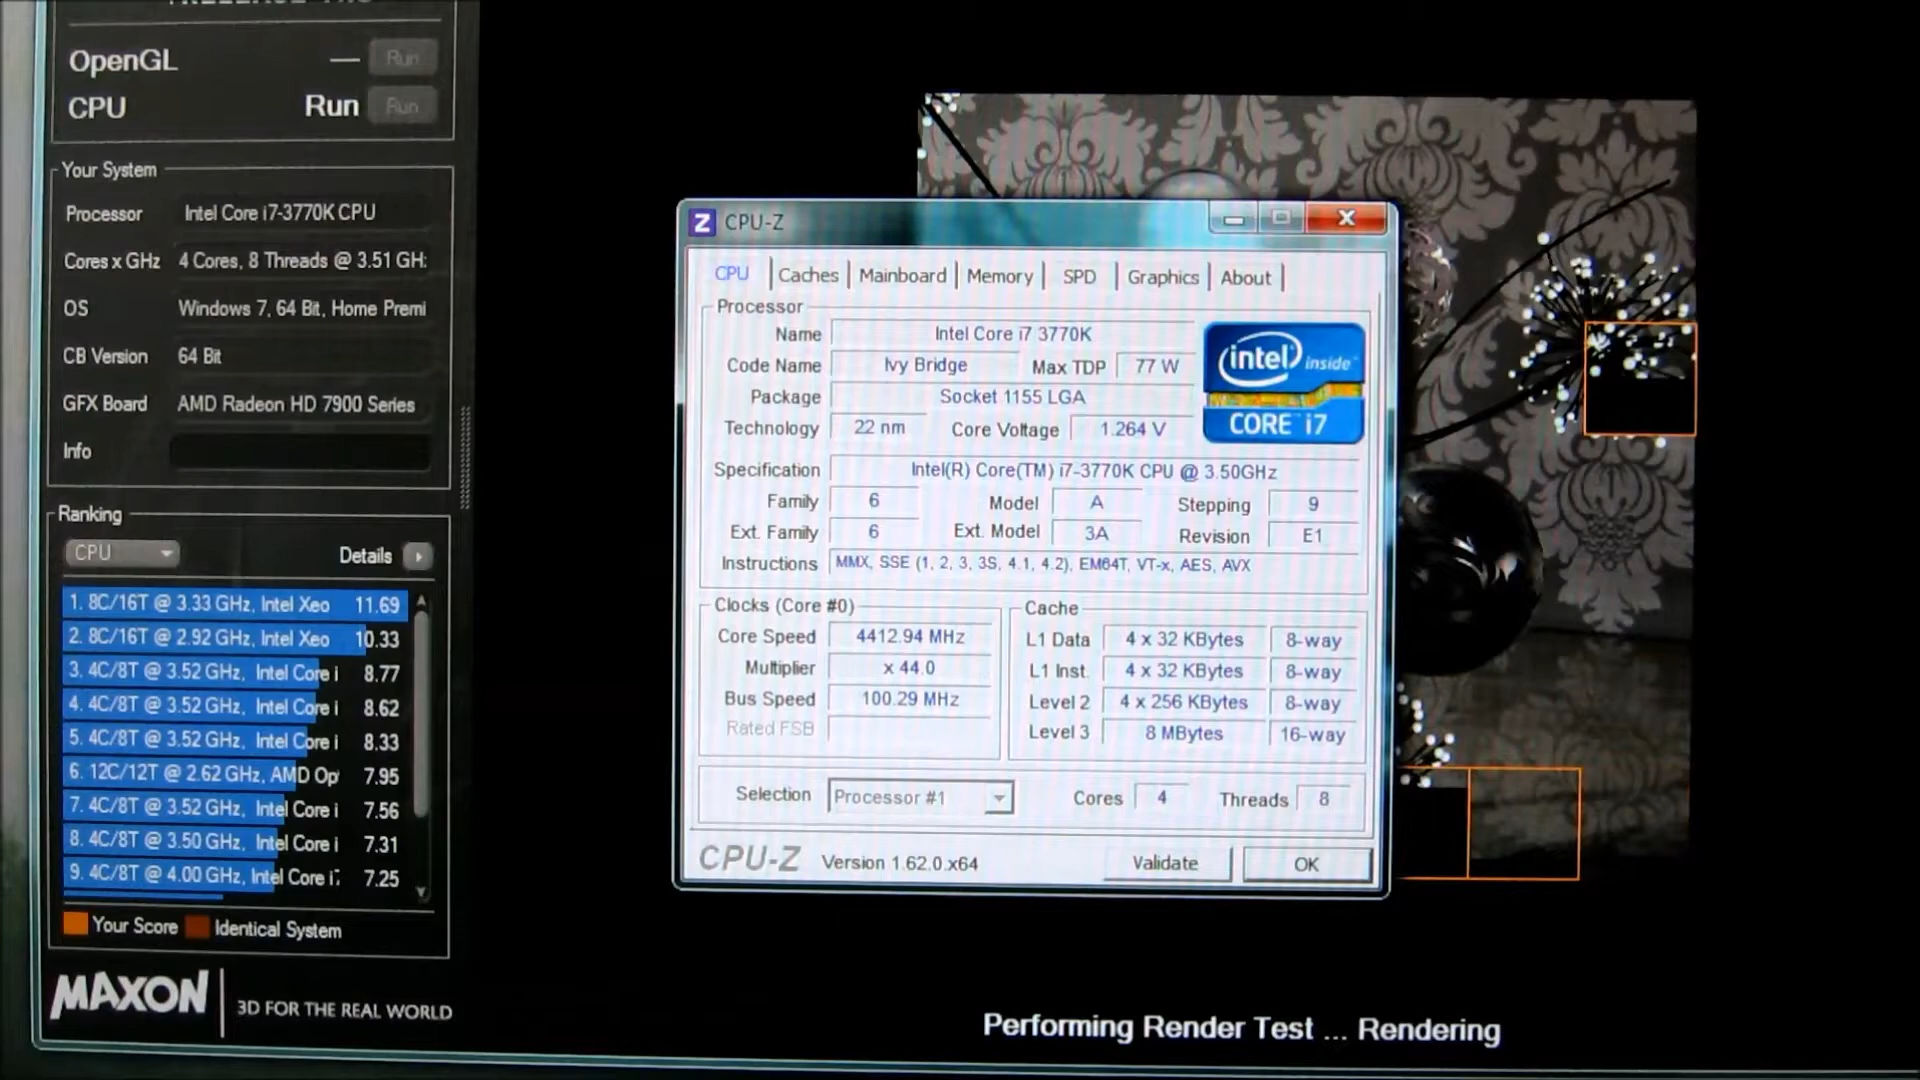 OpenGL — Run
CPU Run Run
Your System
Processor Intel Core i7-3770K CPU
Cores x GHz 4 Cores, 8 Threads @ 3.51 GH:
OS Windows 7, 64 Bit, Home Premi
CB Version 64 Bit
GFX Board AMD Radeon HD 7900 Series
Info
Ranking
CPU Details
1. 8C/16T @ 3.33 GHz, Intel Xeo 11.69
2. 8C/16T @ 2.92 GHz, Intel Xeo 10.33
3. 4C/8T @ 3.52 GHz, Intel Core i 8.77
4. 4C/8T @ 3.52 GHz, Intel Core i 8.62
5. 4C/8T @ 3.52 GHz, Intel Core i 8.33
6. 12C/12T @ 2.62 GHz, AMD Op 7.95
7. 4C/8T @ 3.52 GHz, Intel Core i 7.56
8. 4C/8T @ 3.50 GHz, Intel Core i 7.31
9. 4C/8T @ 4.00 GHz, Intel Core i7 7.25
Your Score Identical System
MAXON 3D FOR THE REAL WORLD
Z CPU-Z
CPU Caches Mainboard Memory SPD Graphics About
Processor
Name Intel Core i7 3770K
Code Name Ivy Bridge Max TDP 77 W
Package Socket 1155 LGA
Technology 22 nm Core Voltage 1.264 V
intel inside™
CORE™ i7
Specification Intel(R) Core(TM) i7-3770K CPU @ 3.50GHz
Family 6 Model A Stepping 9
Ext. Family 6 Ext. Model 3A Revision E1
Instructions MMX, SSE (1, 2, 3, 3S, 4.1, 4.2), EM64T, VT-x, AES, AVX
Clocks (Core #0)
Core Speed 4412.94 MHz
Multiplier x 44.0
Bus Speed 100.29 MHz
Rated FSB
Cache
L1 Data 4 x 32 KBytes 8-way
L1 Inst. 4 x 32 KBytes 8-way
Level 2 4 x 256 KBytes 8-way
Level 3 8 MBytes 16-way
Selection Processor #1 Cores 4 Threads 8
CPU-Z Version 1.62.0.x64 Validate OK
Performing Render Test ... Rendering